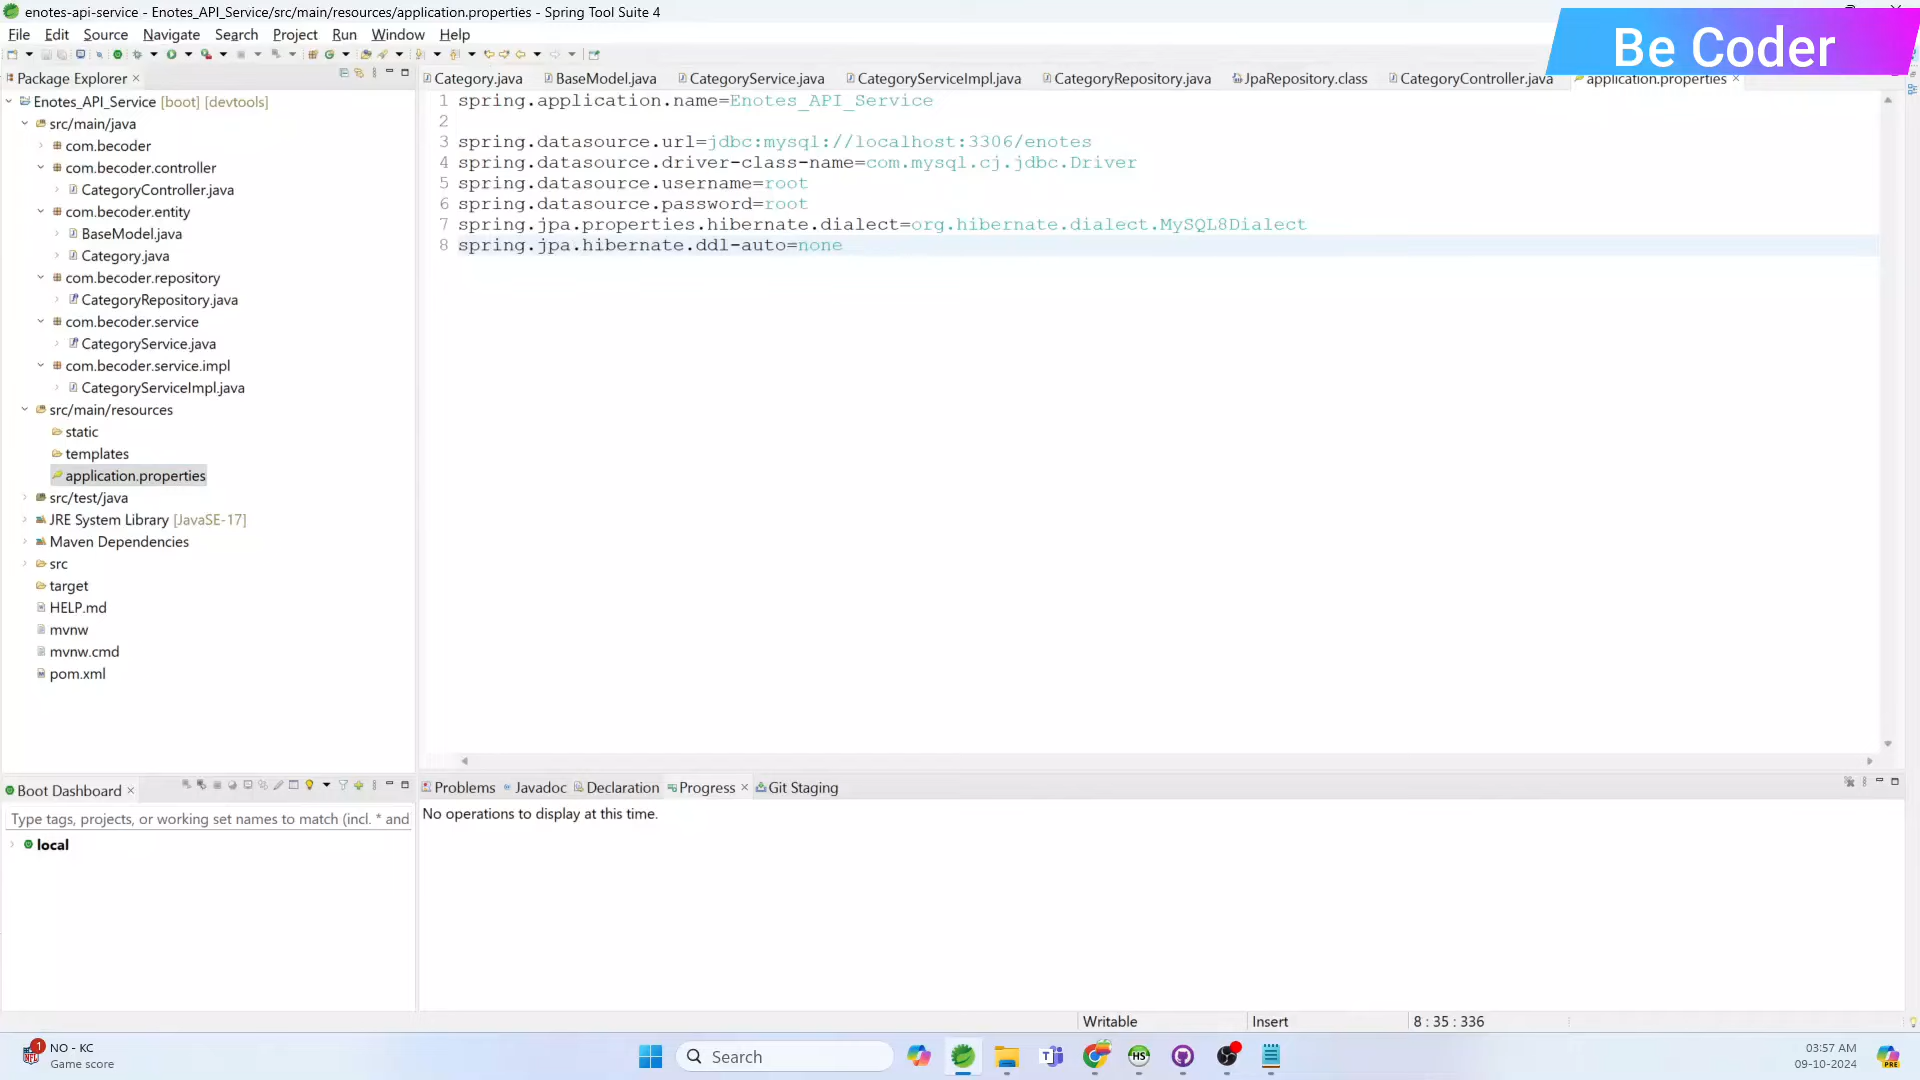 enotes-api-service - Enotes_API_Service/src/main/resources/application.properties - Spring Tool Suite 4
File Edit Source Navigate Search Project Run Window Help
Be Coder
Package Explorer
Category.java BaseModel.java CategoryService.java CategoryServiceImpl.java CategoryRepository.java JpaRepository.class CategoryController.java application.properties
Enotes_API_Service [boot] [devtools]
src/main/java
com.becoder
com.becoder.controller
CategoryController.java
com.becoder.entity
BaseModel.java
Category.java
com.becoder.repository
CategoryRepository.java
com.becoder.service
CategoryService.java
com.becoder.service.impl
CategoryServiceImpl.java
src/main/resources
static
templates
application.properties
src/test/java
JRE System Library [JavaSE-17]
Maven Dependencies
src
target
HELP.md
mvnw
mvnw.cmd
pom.xml
1 spring.application.name=Enotes_API_Service
2
3 spring.datasource.url=jdbc:mysql://localhost:3306/enotes
4 spring.datasource.driver-class-name=com.mysql.cj.jdbc.Driver
5 spring.datasource.username=root
6 spring.datasource.password=root
7 spring.jpa.properties.hibernate.dialect=org.hibernate.dialect.MySQL8Dialect
8 spring.jpa.hibernate.ddl-auto=none
Boot Dashboard
Type tags, projects, or working set names to match (incl. * and
local
Problems Javadoc Declaration Progress Git Staging
No operations to display at this time.
Writable Insert 8 : 35 : 336
1
NO - KC
Game score
Search
HS
PRE
03:57 AM
09-10-2024